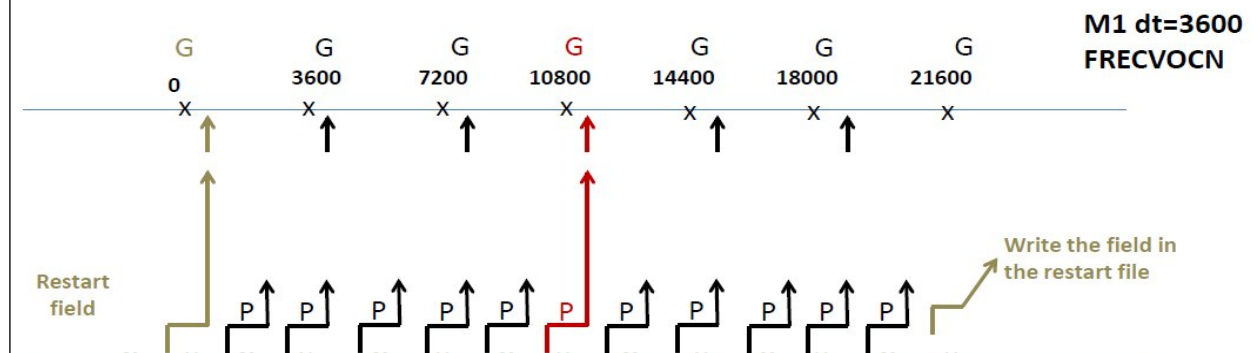 M1 dt=3600
FRECVOCN
G G G G G G G
0 3600 7200 10800 14400 18000 21600
x x x x x x x
Write the field in
the restart file
Restart
field
P P P P P P P P P P P